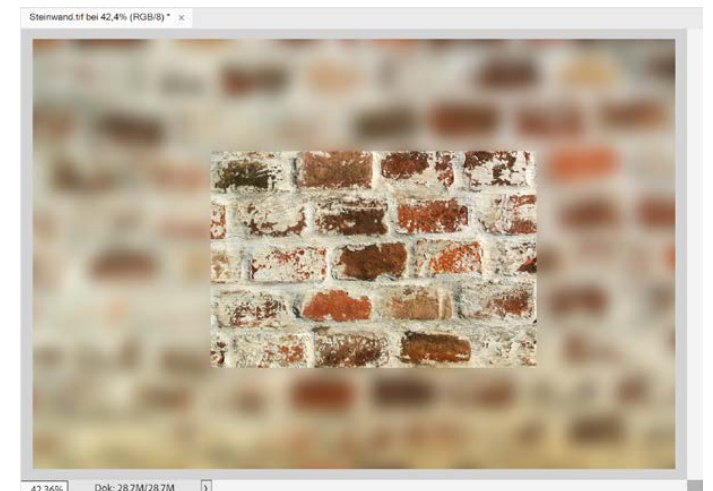 Steinwand.tif bei 42,4% (RGB/8) * ×
42,36% Dok: 28,7M/28,7M >